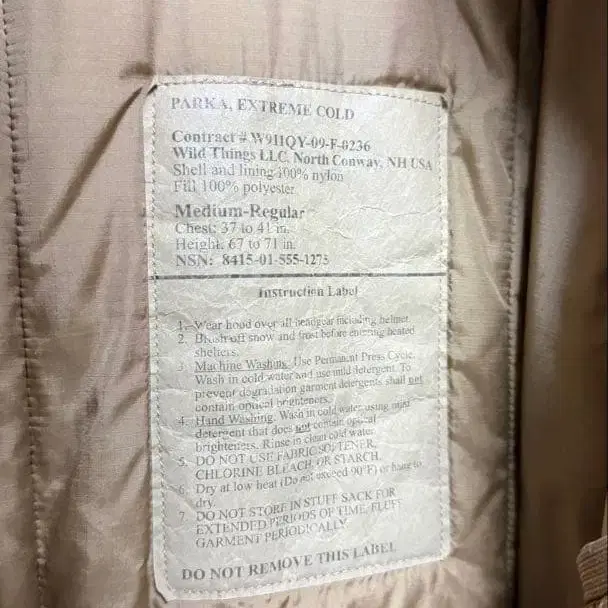 PARKA, EXTREME COLD
Contract # W911QY-09-F-0236
Wild Things LLC, North Conway, NH USA
Shell and lining 100% nylon
Fill 100% polyester
Medium-Regular
Chest: 37 to 41 in.
Height: 67 to 71 in.
NSN: 8415-01-555-1275
Instruction Label
1. Wear hood over all headgear including helmet.
2. Brush off snow and frost before entering heated
shelters.
3. Machine Washing. Use Permanent Press Cycle.
Wash in cold water and use mild detergent. To
prevent degradation garment detergents shall not
contain optical brighteners.
4. Hand Washing. Wash in cold water using mild
detergent that does not contain optical
brighteners. Rinse in clean cold water.
5. DO NOT USE FABRIC SOFTENER,
CHLORINE BLEACH OR STARCH.
6. Dry at low heat (Do not exceed 90°F) or hang to
dry.
7. DO NOT STORE IN STUFF SACK FOR
EXTENDED PERIODS OF TIME, FLUFF
GARMENT PERIODICALLY.
DO NOT REMOVE THIS LABEL